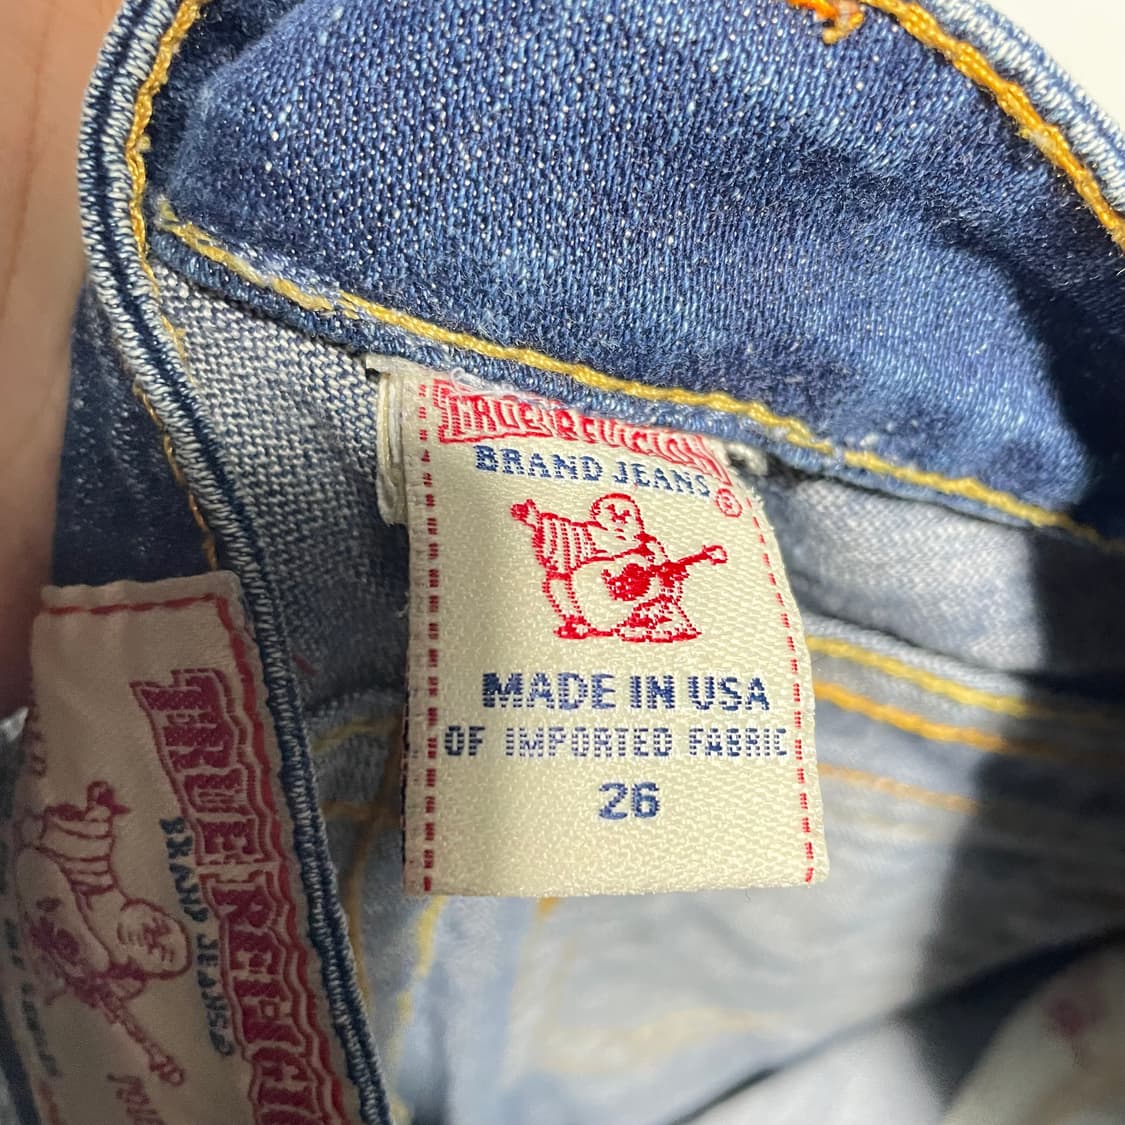 TRUE RELIGION
BRAND JEANS®
MADE IN USA
OF IMPORTED FABRIC
26
TRUE RELIGION
BRAND JEANS